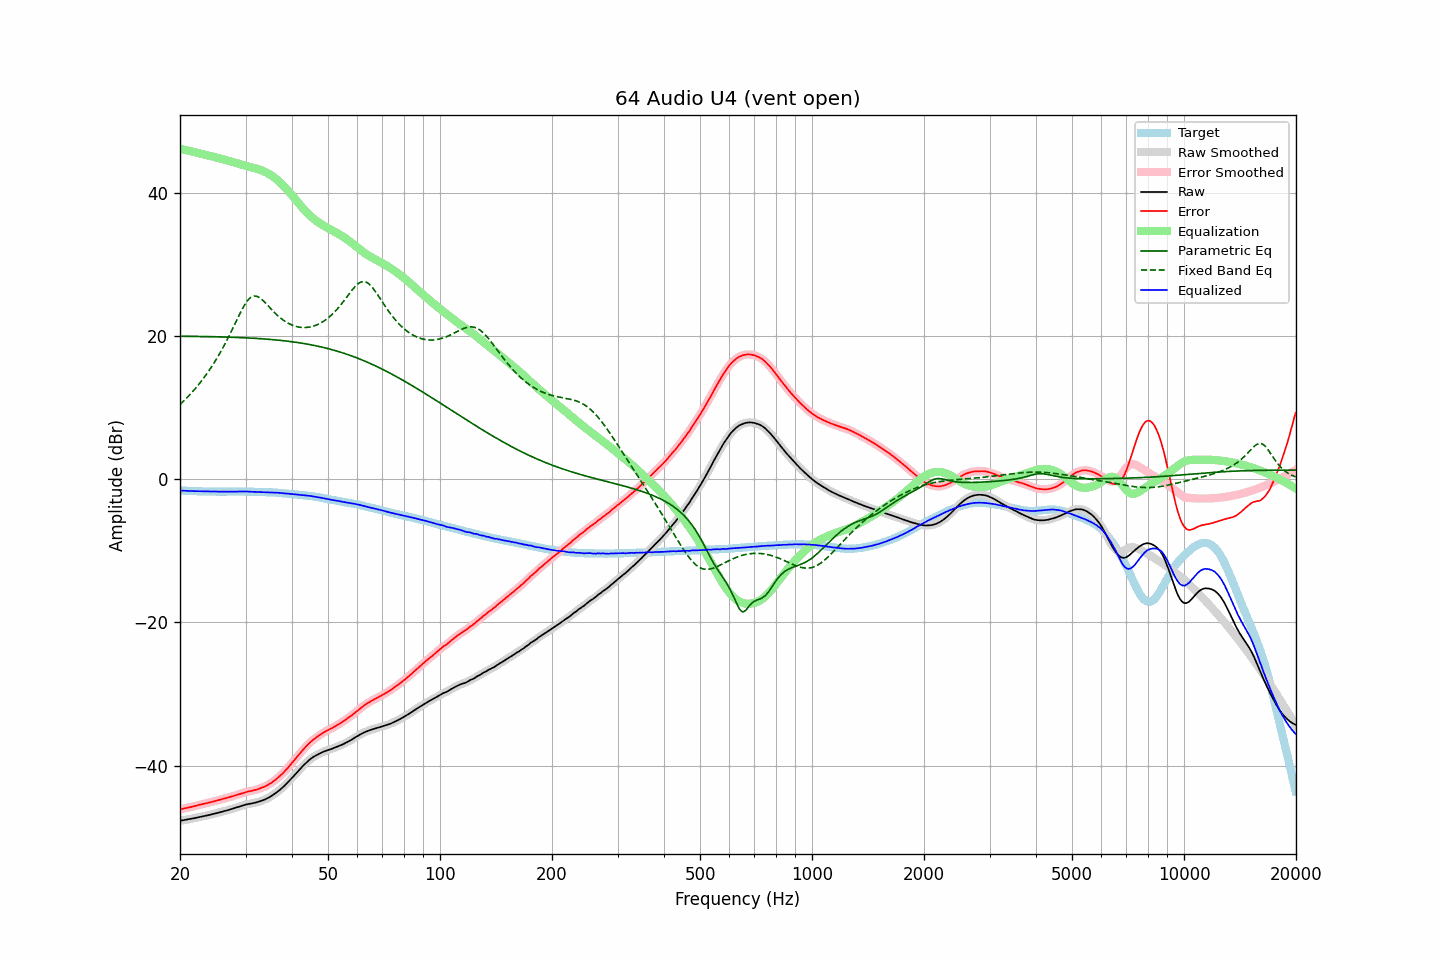 64 Audio U4 (vent open)
Target
Raw Smoothed
Error Smoothed
Raw
Error
Equalization
Parametric Eq
Fixed Band Eq
Equalized
Amplitude (dBr)
40
20
0
−20
−40
20 50 100 200 500 1000 2000 5000 10000 20000
Frequency (Hz)